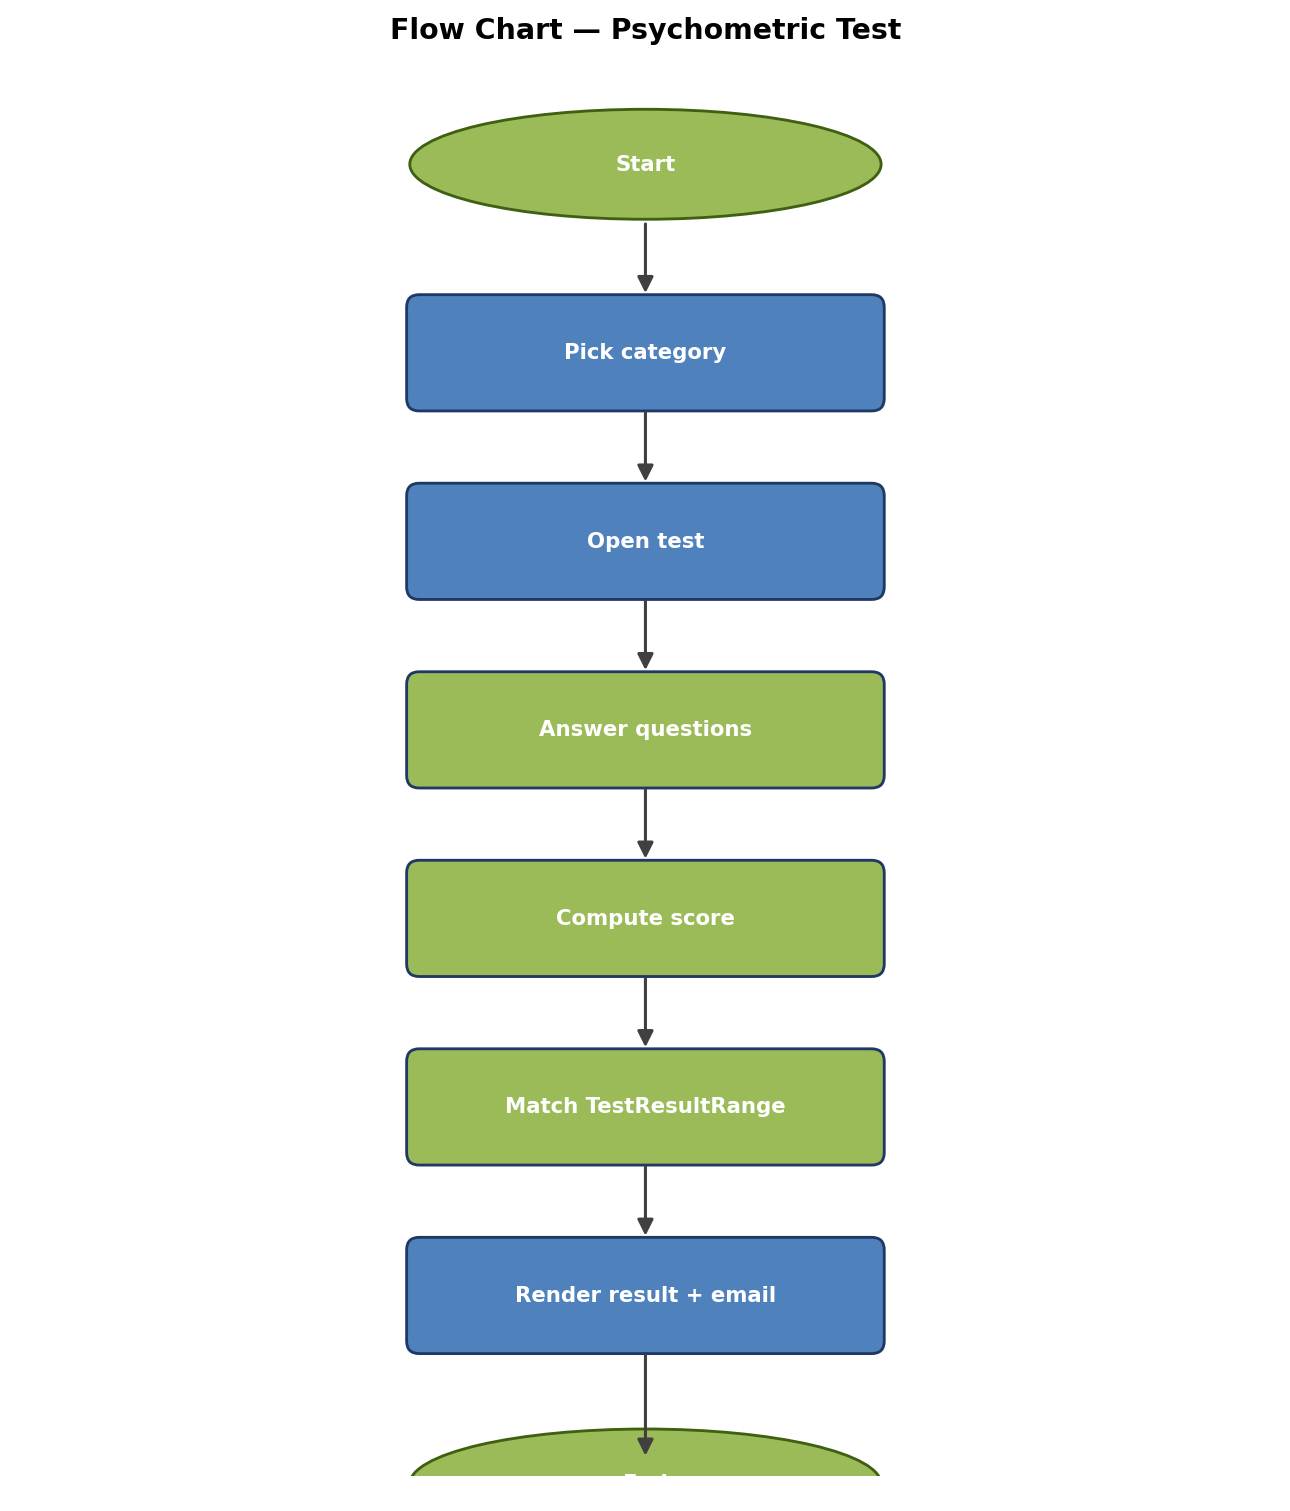 Flow Chart — Psychometric Test
Start
Pick category
Open test
Answer questions
Compute score
Match TestResultRange
Render result + email